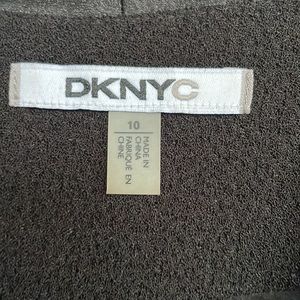 DKNYC
10
MADE IN
CHINA
FABRIQUÉ EN
CHINE